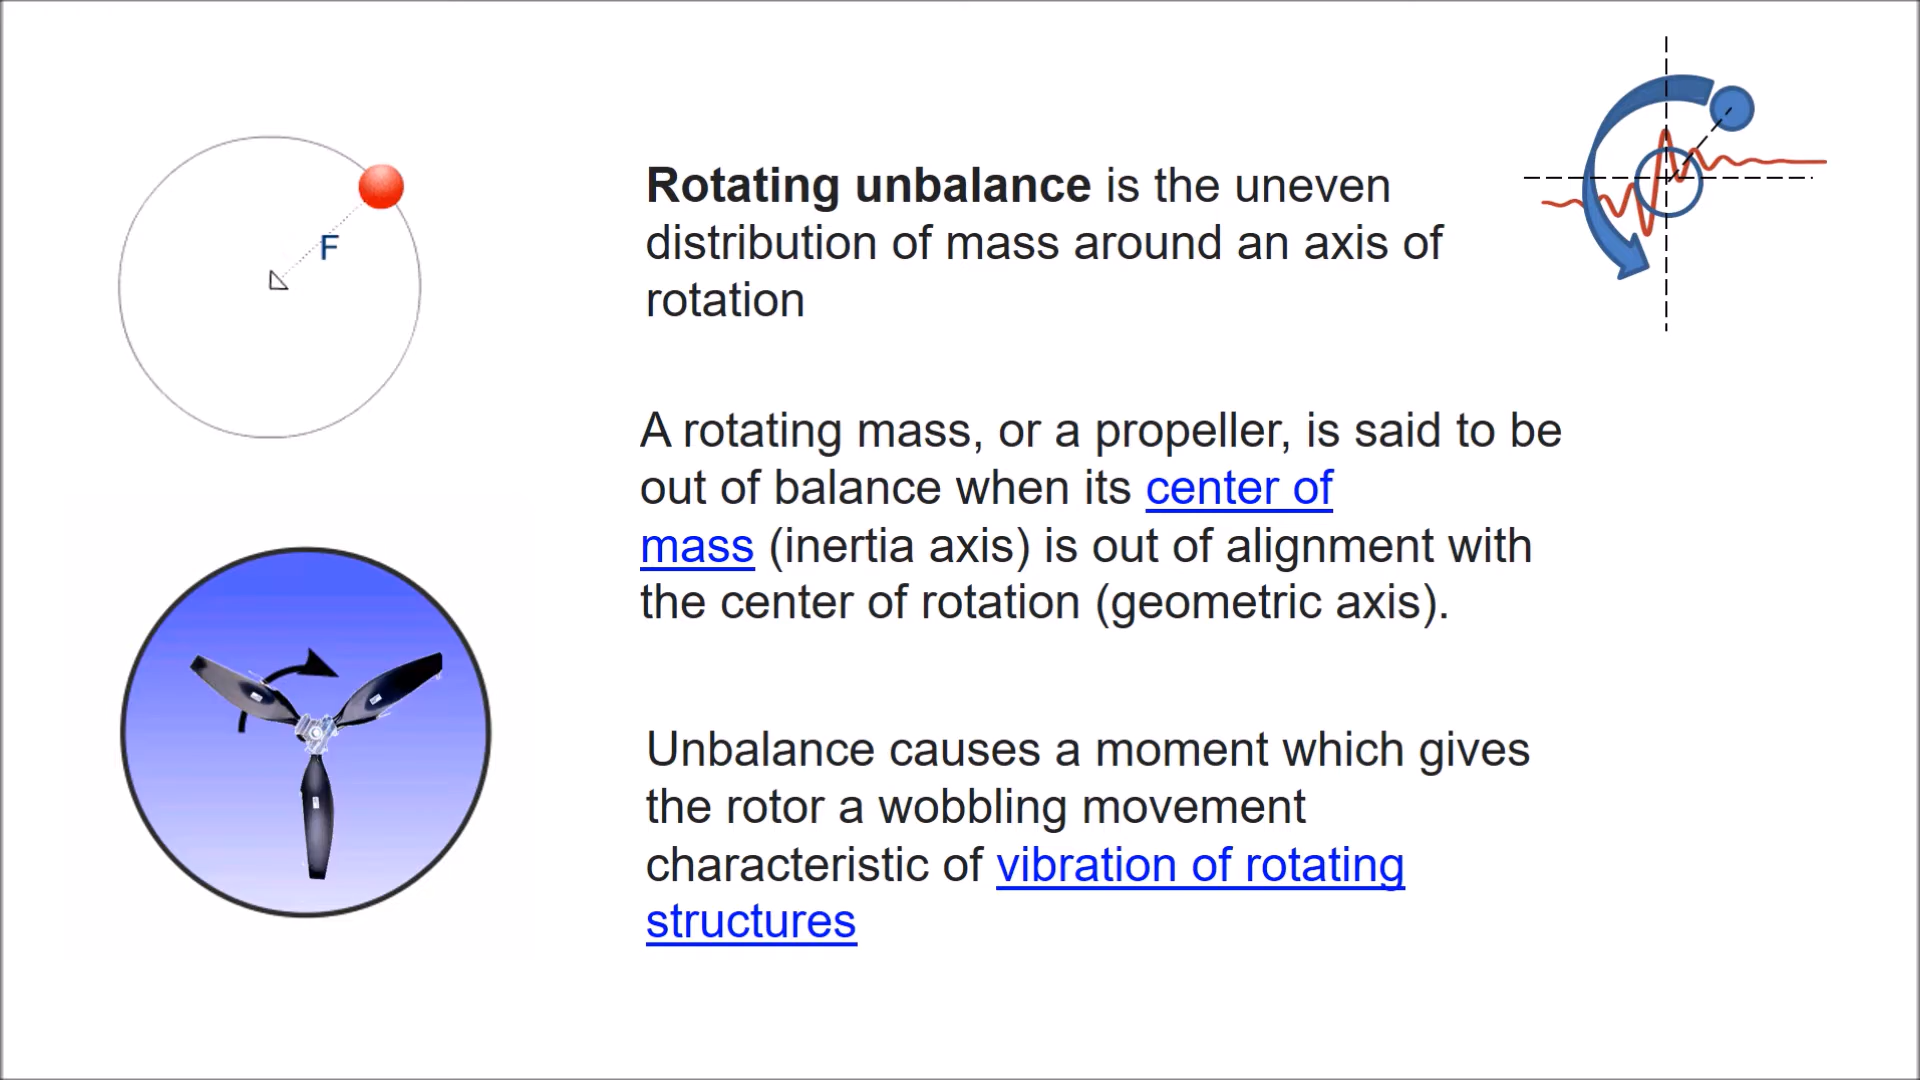 F
Rotating unbalance is the uneven
distribution of mass around an axis of
rotation
A rotating mass, or a propeller, is said to be
out of balance when its center of
mass (inertia axis) is out of alignment with
the center of rotation (geometric axis).
Unbalance causes a moment which gives
the rotor a wobbling movement
characteristic of vibration of rotating
structures